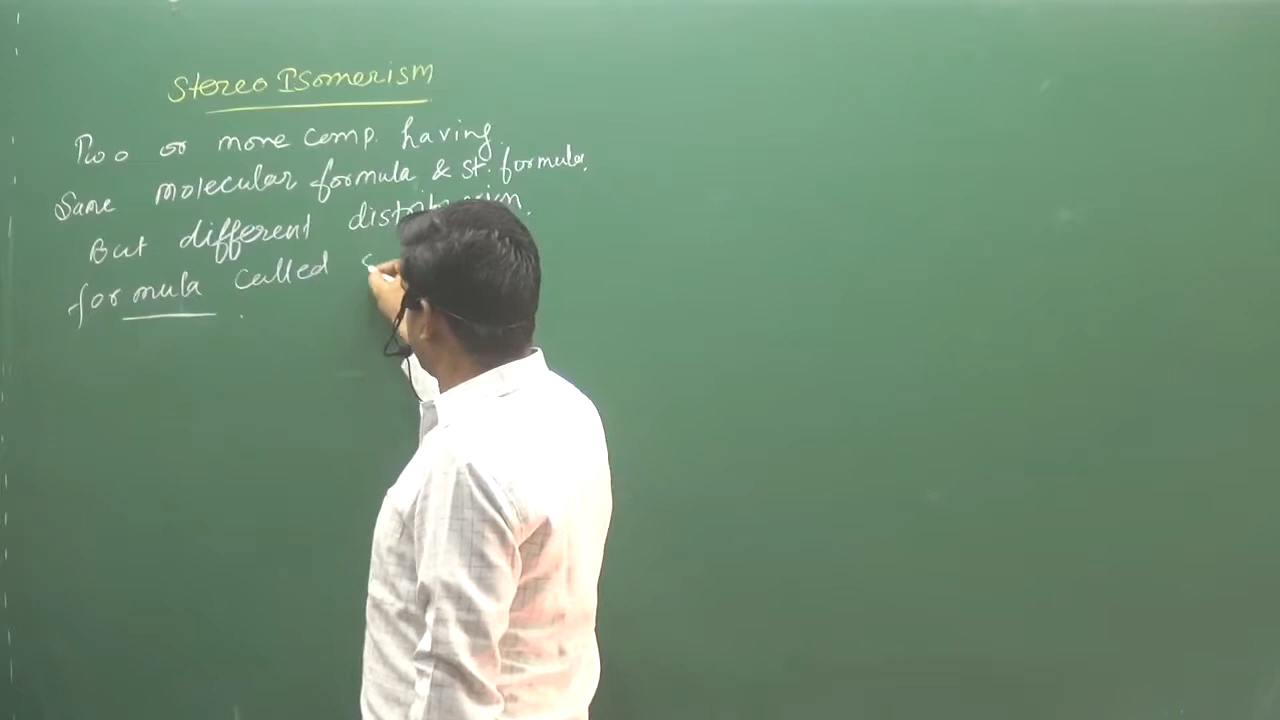 Stereo Isomerism
Two or more comp. having
Same molecular formula & st. formula.
But different
formula called